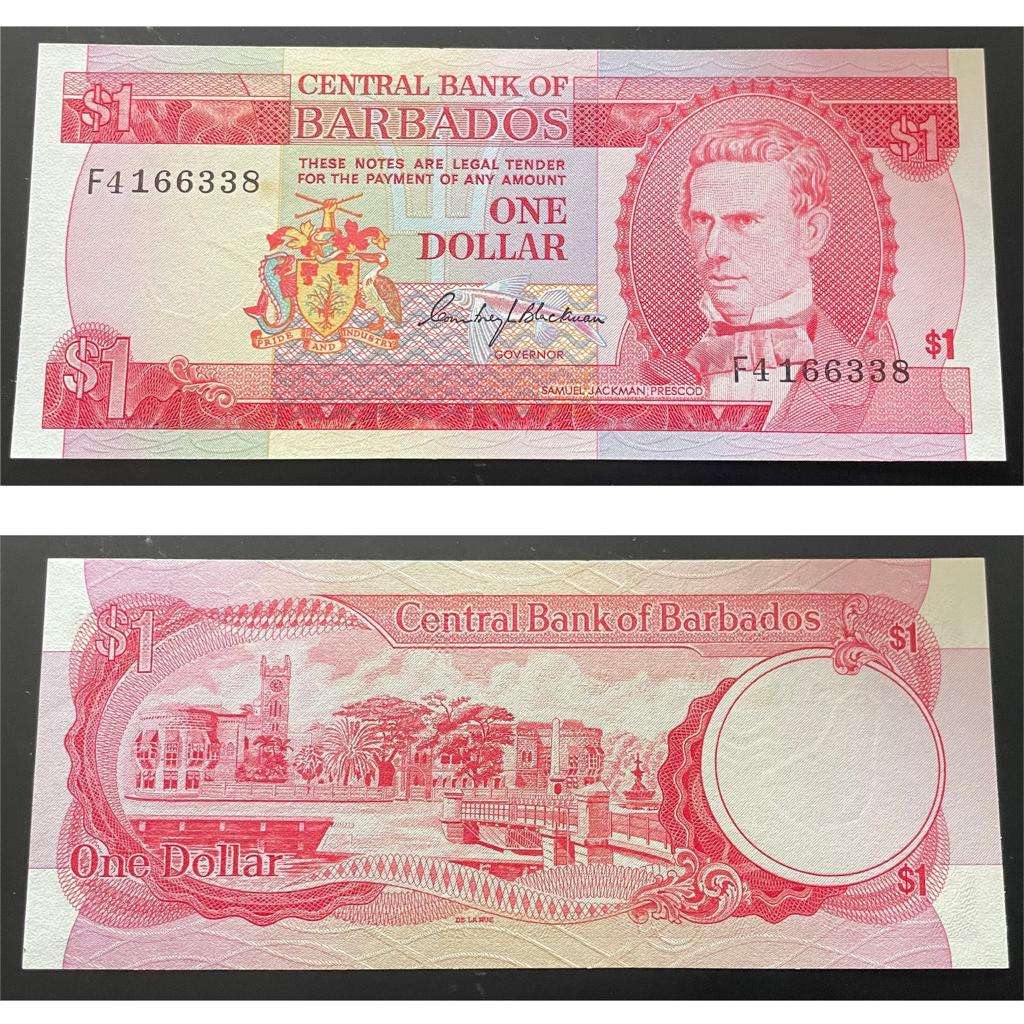 $1
CENTRAL BANK OF
BARBADOS
$1
THESE NOTES ARE LEGAL TENDER
FOR THE PAYMENT OF ANY AMOUNT
F4166338
ONE
DOLLAR
PRIDE AND INDUSTRY
Courtney N Blackman
GOVERNOR
$1
$1
F4166338
SAMUEL JACKMAN PRESCOD
$1
Central Bank of Barbados
$1
One Dollar
$1
DE LA RUE